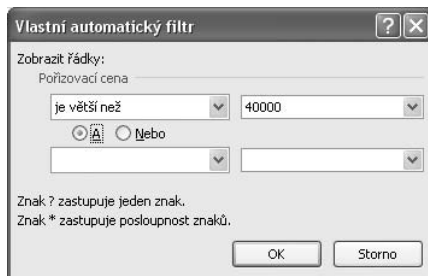 Vlastní automatický filtr
Zobrazit řádky:
Pořizovací cena
je větší než 40000
A Nebo
Znak ? zastupuje jeden znak.
Znak * zastupuje posloupnost znaků.
OK Storno